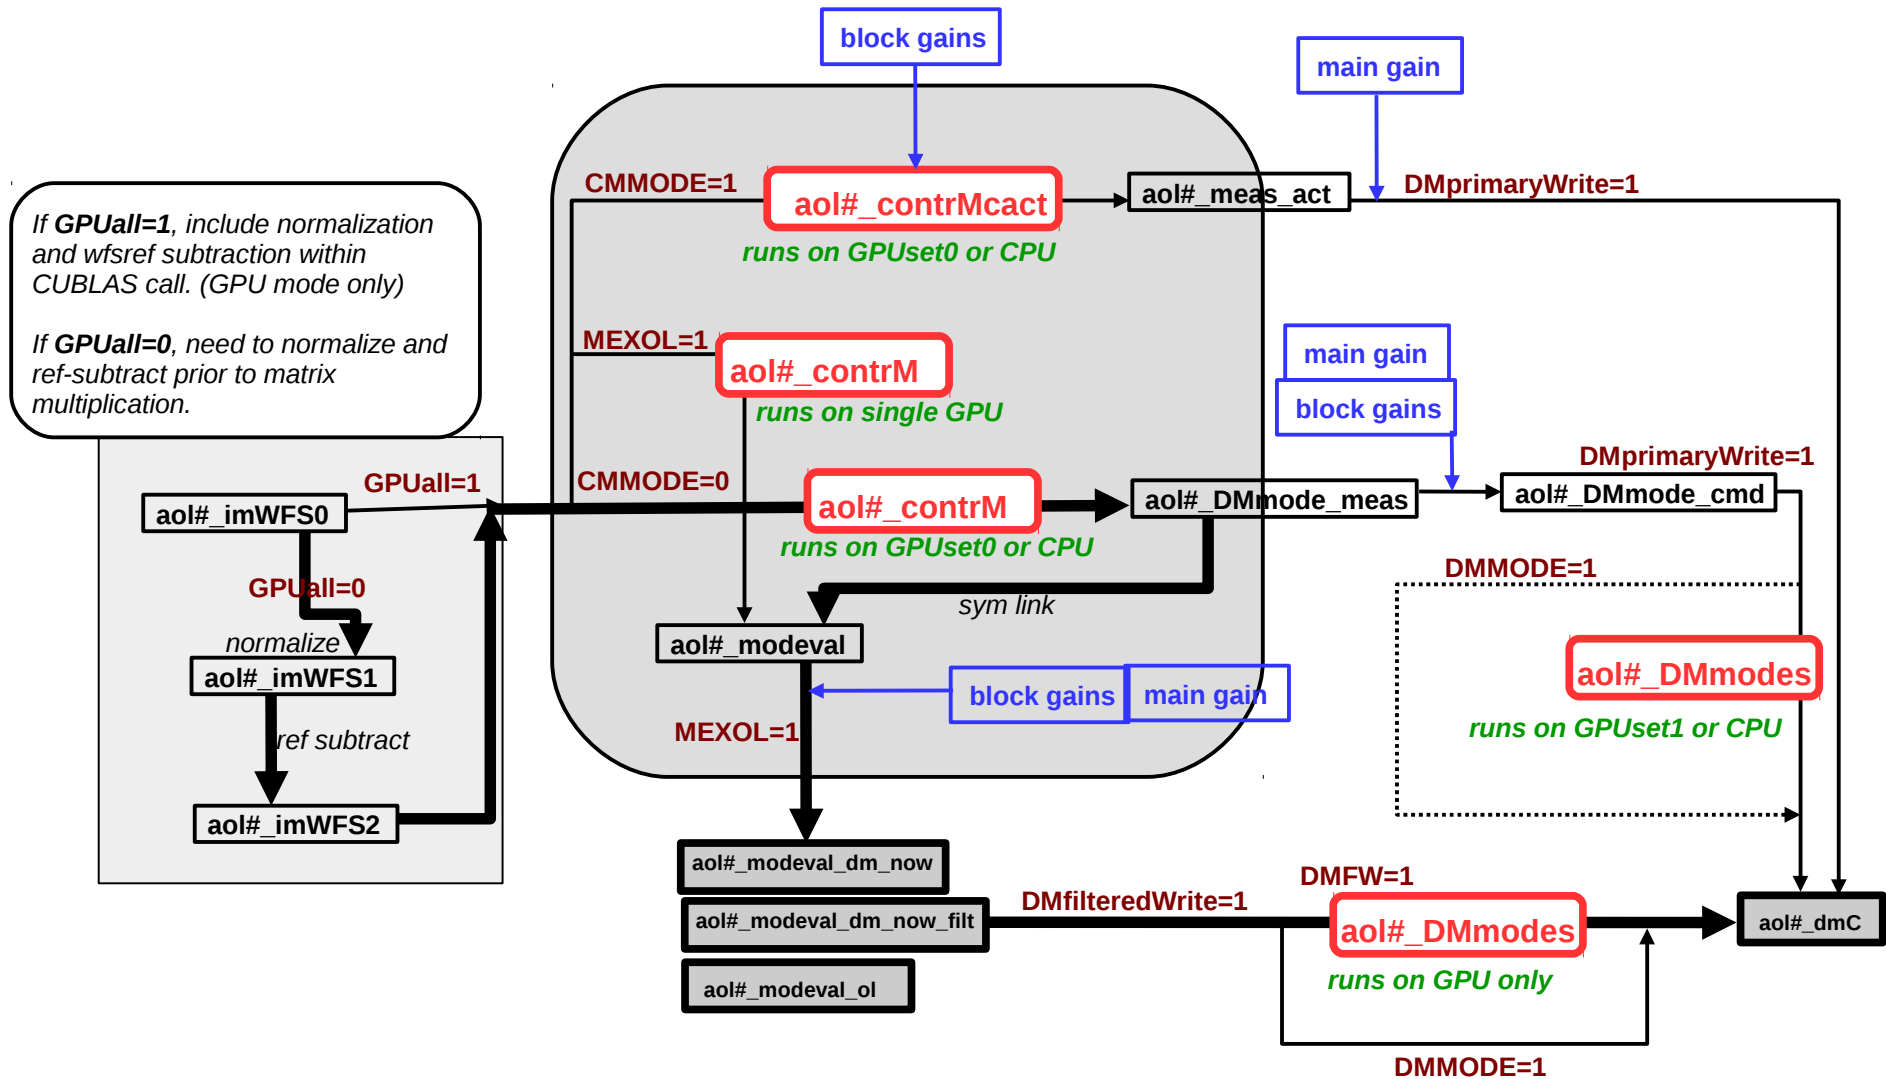 block gains
main gain
If GPUall=1, include normalization
and wfsref subtraction within
CUBLAS call. (GPU mode only)
If GPUall=0, need to normalize and
ref-subtract prior to matrix
multiplication.
CMMODE=1
aol#_contrMcact
runs on GPUset0 or CPU
aol#_meas_act
DMprimaryWrite=1
MEXOL=1
aol#_contrM
runs on single GPU
main gain
block gains
GPUall=1
CMMODE=0
aol#_contrM
runs on GPUset0 or CPU
aol#_DMmode_meas
DMprimaryWrite=1
aol#_DMmode_cmd
aol#_imWFS0
GPUall=0
normalize
aol#_imWFS1
ref subtract
aol#_imWFS2
sym link
aol#_modeval
block gains
main gain
MEXOL=1
DMMODE=1
aol#_DMmodes
runs on GPUset1 or CPU
aol#_modeval_dm_now
aol#_modeval_dm_now_filt
aol#_modeval_ol
DMfilteredWrite=1
DMFW=1
aol#_DMmodes
runs on GPU only
DMMODE=1
aol#_dmC